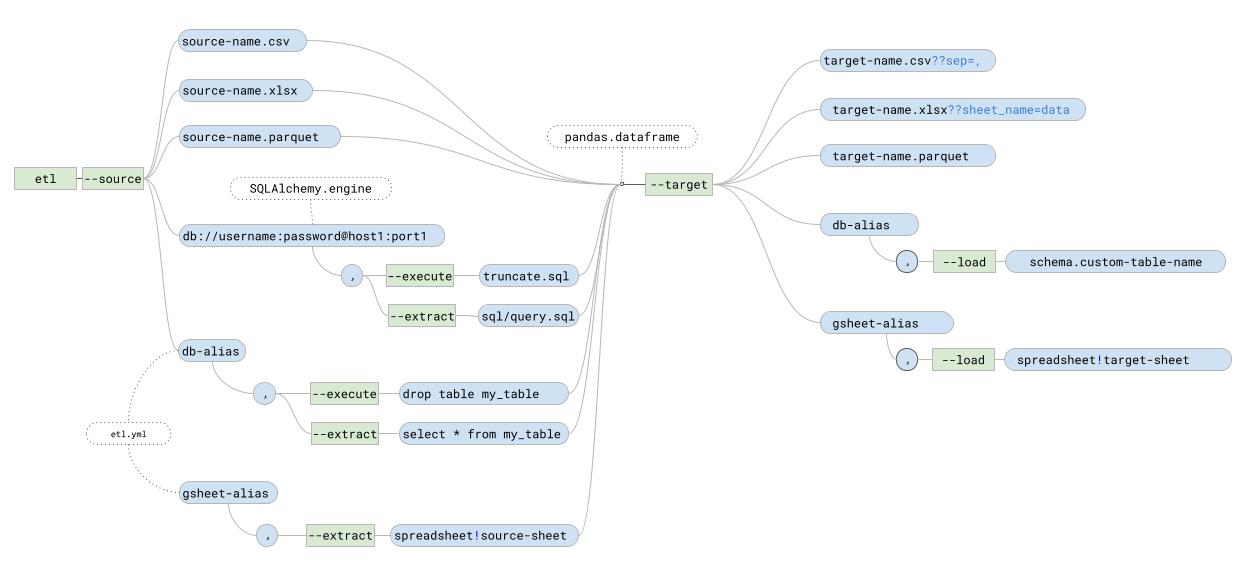 etl
--source
source-name.csv
source-name.xlsx
source-name.parquet
SQLAlchemy.engine
db://username:password@host1:port1
,
--execute
truncate.sql
--extract
sql/query.sql
db-alias
,
--execute
drop table my_table
--extract
select * from my_table
etl.yml
gsheet-alias
,
--extract
spreadsheet!source-sheet
pandas.dataframe
--target
target-name.csv??sep=,
target-name.xlsx??sheet_name=data
target-name.parquet
db-alias
,
--load
schema.custom-table-name
gsheet-alias
,
--load
spreadsheet!target-sheet